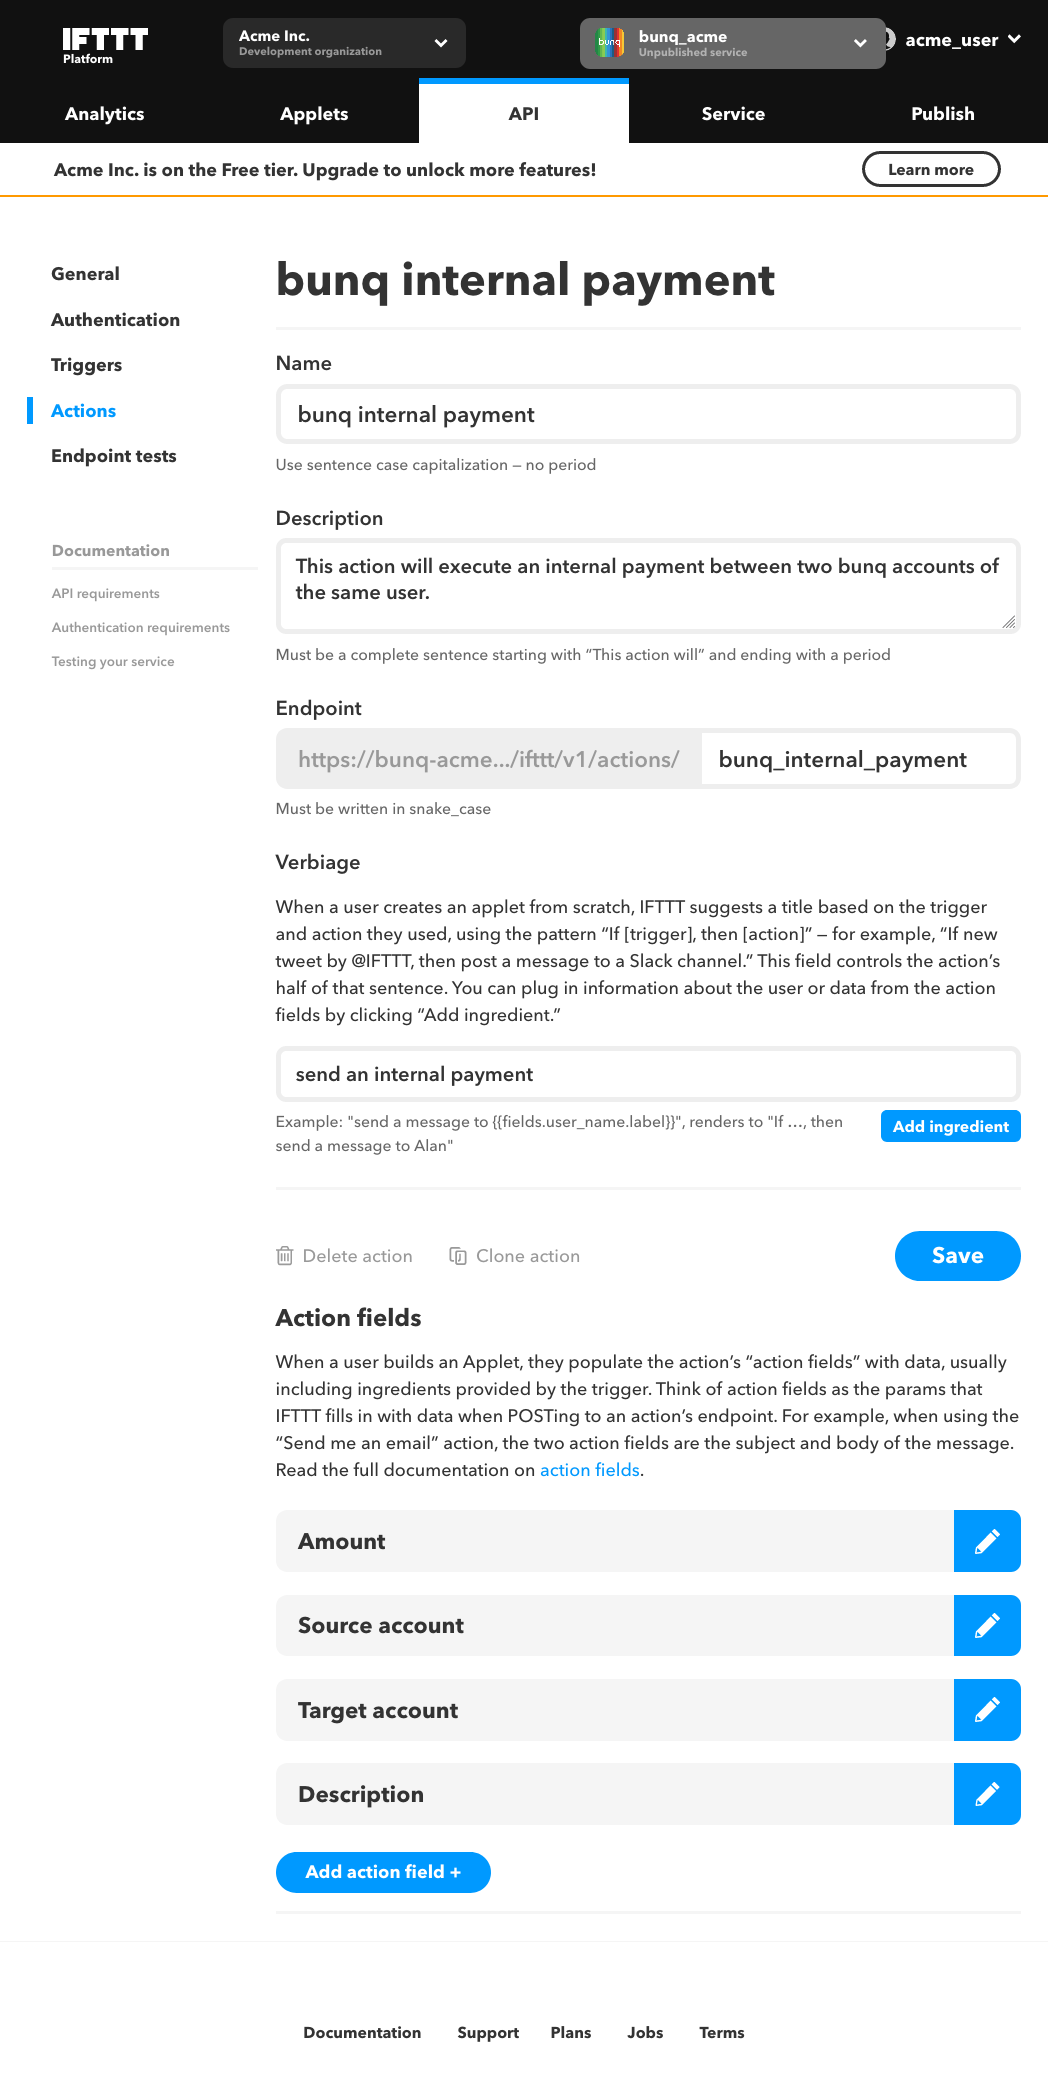 IFTTT
Platform
Acme Inc.
Development organization
bunq
bunq_acme
Unpublished service
acme_user
Analytics
Applets
API
Service
Publish
Acme Inc. is on the Free tier. Upgrade to unlock more features!
Learn more
General
Authentication
Triggers
Actions
Endpoint tests
Documentation
API requirements
Authentication requirements
Testing your service
bunq internal payment
Name
bunq internal payment
Use sentence case capitalization – no period
Description
This action will execute an internal payment between two bunq accounts of
the same user.
Must be a complete sentence starting with “This action will” and ending with a period
Endpoint
https://bunq-acme.../ifttt/v1/actions/
bunq_internal_payment
Must be written in snake_case
Verbiage
When a user creates an applet from scratch, IFTTT suggests a title based on the trigger
and action they used, using the pattern “If [trigger], then [action]” – for example, “If new
tweet by @IFTTT, then post a message to a Slack channel.” This field controls the action’s
half of that sentence. You can plug in information about the user or data from the action
fields by clicking “Add ingredient.”
send an internal payment
Example: "send a message to {{fields.user_name.label}}", renders to "If …, then
send a message to Alan"
Add ingredient
Delete action
Clone action
Save
Action fields
When a user builds an Applet, they populate the action’s “action fields” with data, usually
including ingredients provided by the trigger. Think of action fields as the params that
IFTTT fills in with data when POSTing to an action’s endpoint. For example, when using the
“Send me an email” action, the two action fields are the subject and body of the message.
Read the full documentation on action fields.
Amount
Source account
Target account
Description
Add action field +
Documentation
Support
Plans
Jobs
Terms